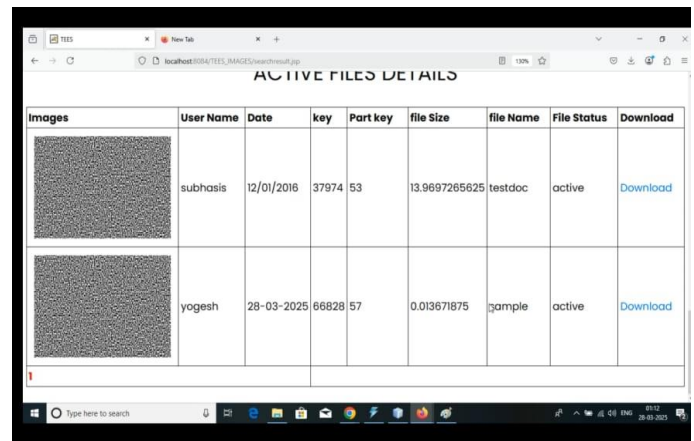 TEES
New Tab
localhost:8084/TEES_IMAGES/searchresult.jsp
130%
ACTIVE FILES DETAILS
Images User Name Date key Part key file Size file Name File Status Download
subhasis 12/01/2016 37974 53 13.9697265625 testdoc active Download
yogesh 28-03-2025 66828 57 0.013671875 sample active Download
1
Type here to search
ENG
01:12
28-03-2025